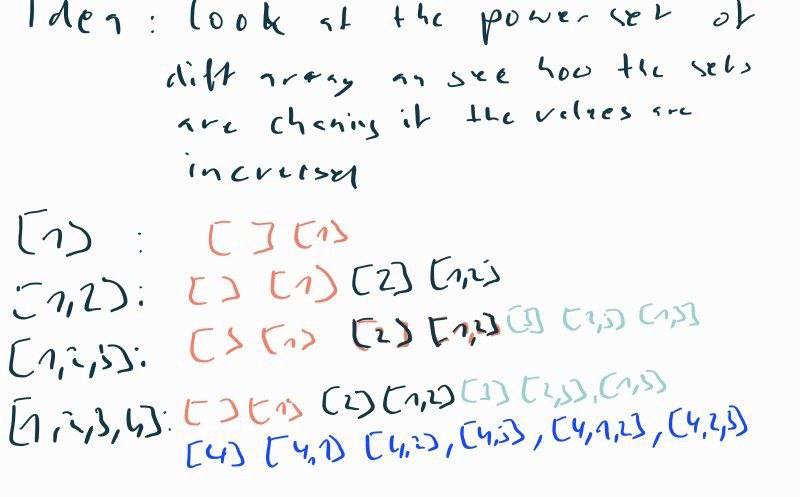 Idea : look at the power set of
diff array an see how the sets
are chaning if the values are
increased
[1] : [ ] [1]
[1,2]: [ ] [1] [2] [1,2]
[1,2,3]: [ ] [1] [2] [1,2] [3] [2,3] [1,3]
[1,2,3,4]: [ ] [1] [2] [1,2] [3] [2,3], [1,3]
[4] [4,1] [4,2], [4,3], [4,1,2], [4,2,3]